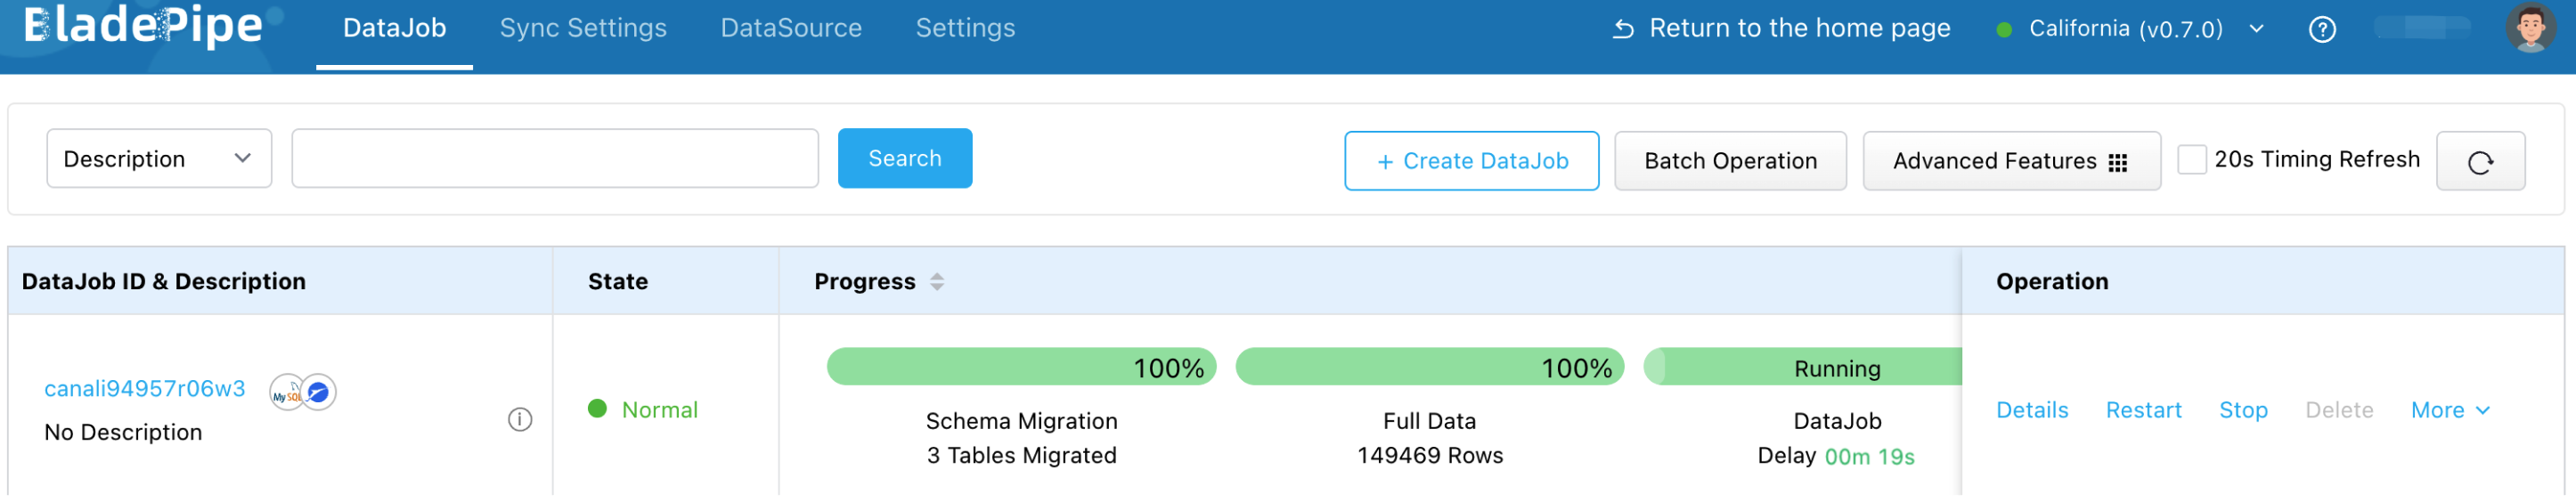 BladePipe DataJob Sync Settings DataSource Settings Return to the home page California (v0.7.0)
Description Search + Create DataJob Batch Operation Advanced Features 20s Timing Refresh
DataJob ID & Description State Progress Operation
100% 100% Running
canali94957r06w3 MySQL Normal Details Restart Stop Delete More
No Description Schema Migration Full Data DataJob
3 Tables Migrated 149469 Rows Delay 00m 19s